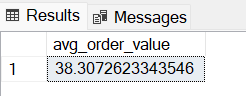 Results Messages
avg_order_value
1 38.3072623343546